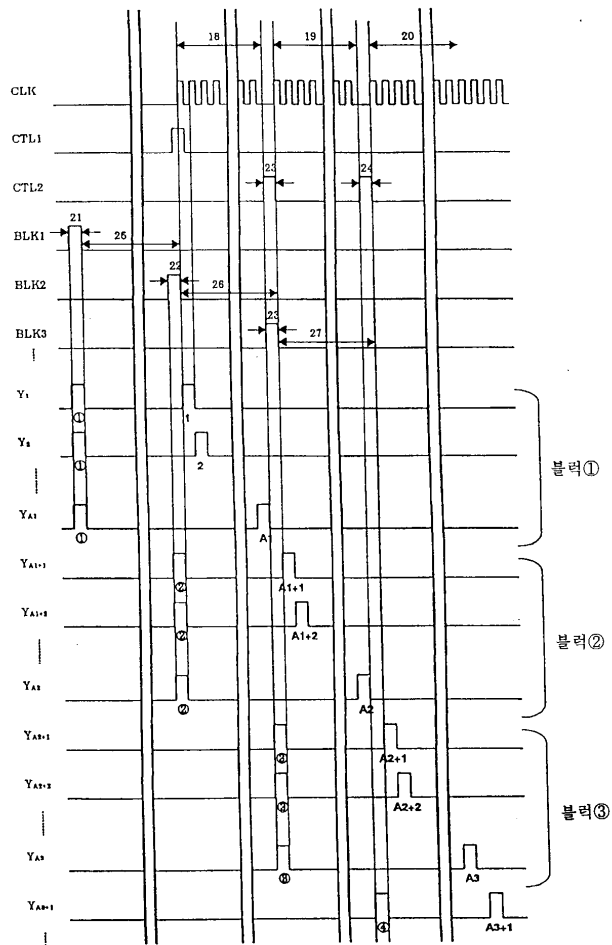 18 19 20
CLK
CTL1
23 24
CTL2
21
BLK1
25
22
BLK2
26
23
BLK3
27
Y1
① 1
Y2
① 2
블럭①
YA1
① A1
YA1+1
② A1+1
YA1+2
② A1+2
블럭②
YA2
② A2
YA2+1
③ A2+1
YA2+2
③ A2+2
블럭③
YA3
A3
YA3+1
④ A3+1